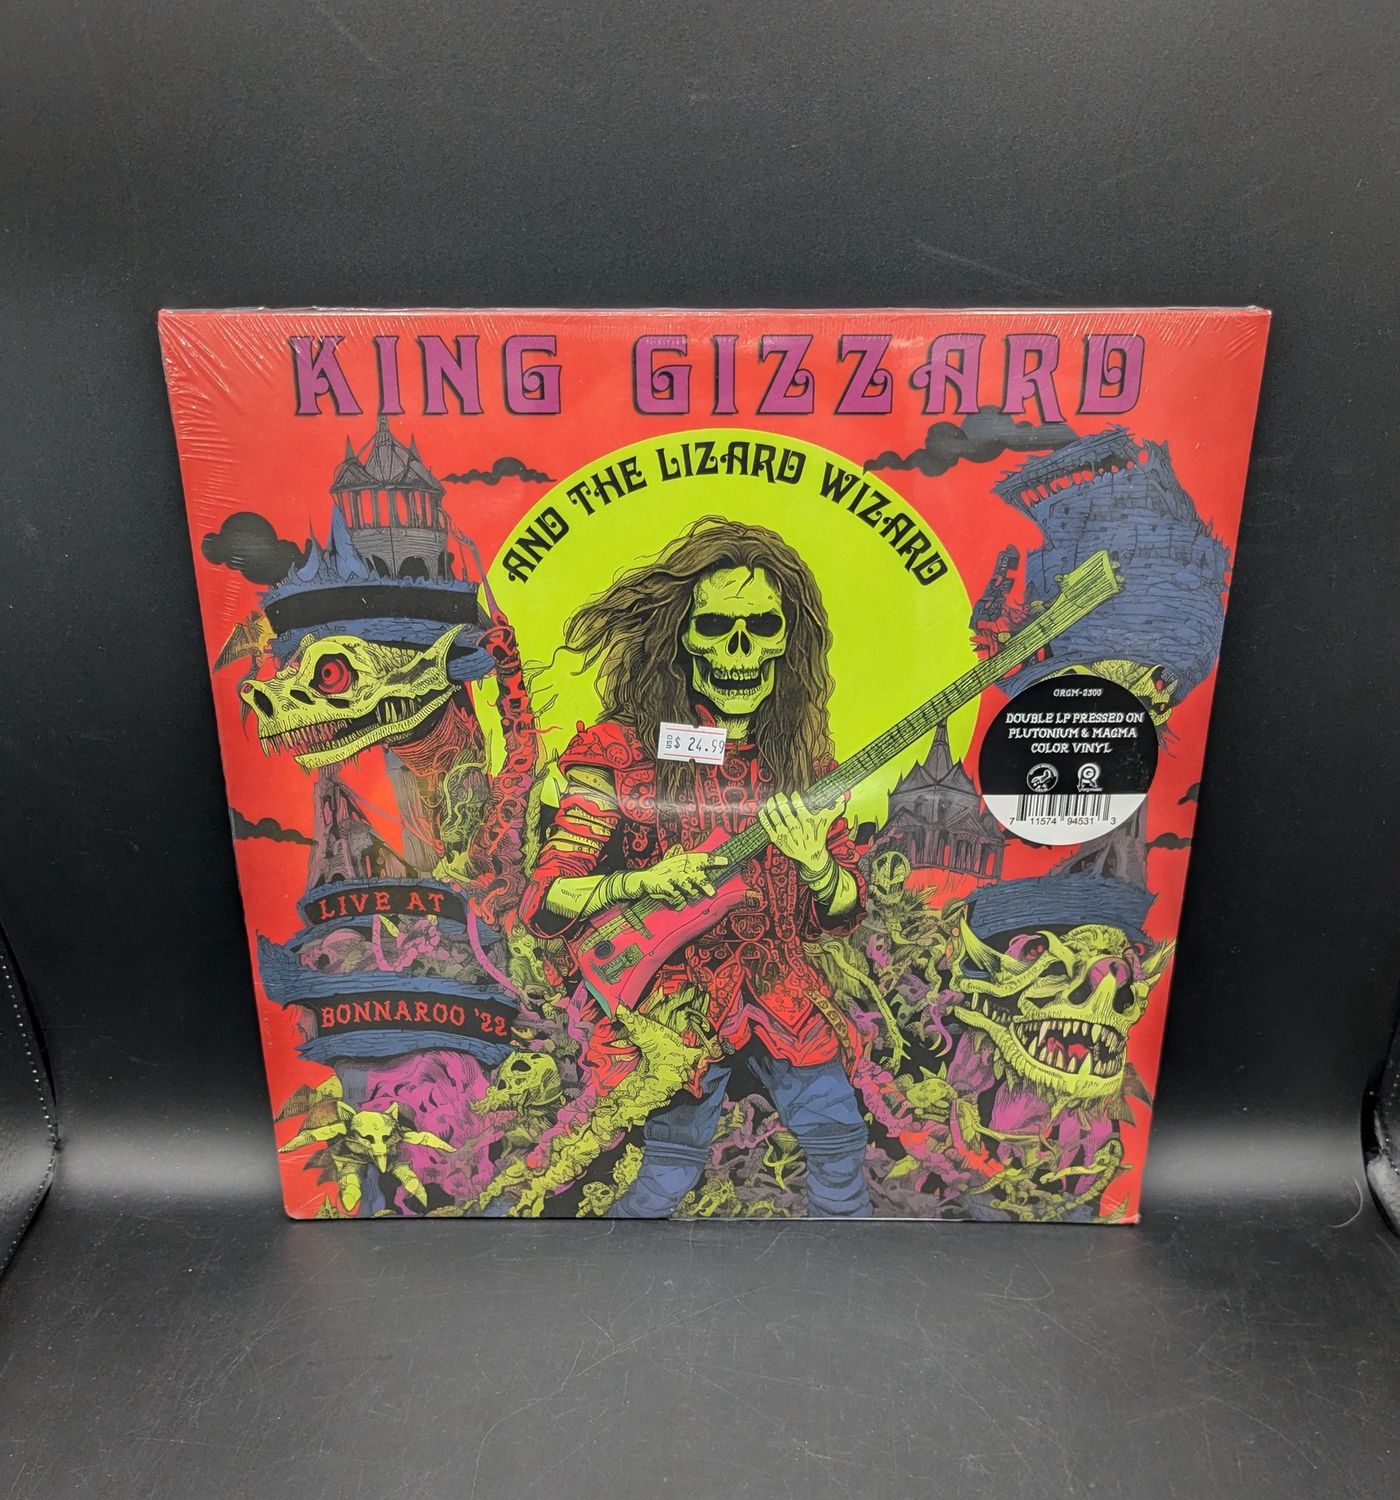 KING GIZZARD
AND THE LIZARD WIZARD
USD $ 24.99
ORGM-2300
DOUBLE LP PRESSED ON
PLUTONIUM & MAGMA
COLOR VINYL
7 11574 94531 3
LIVE AT
BONNAROO '22